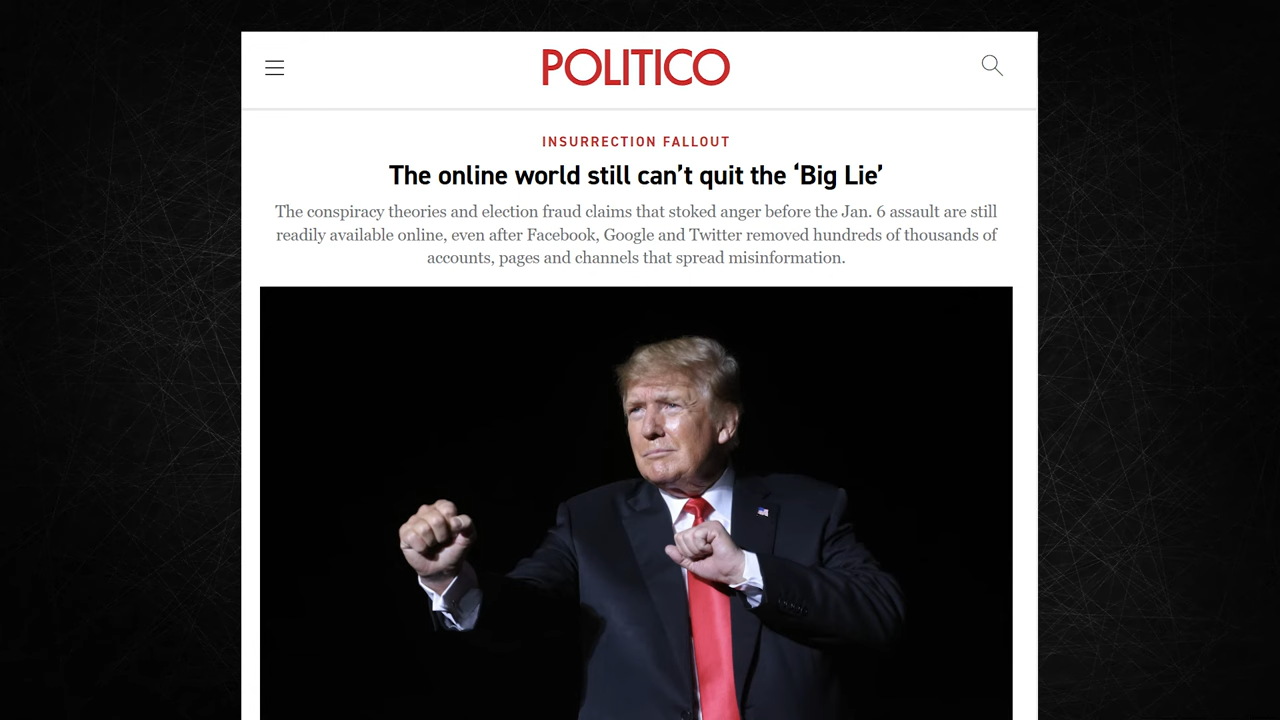 POLITICO
INSURRECTION FALLOUT
The online world still can’t quit the ‘Big Lie’
The conspiracy theories and election fraud claims that stoked anger before the Jan. 6 assault are still
readily available online, even after Facebook, Google and Twitter removed hundreds of thousands of
accounts, pages and channels that spread misinformation.